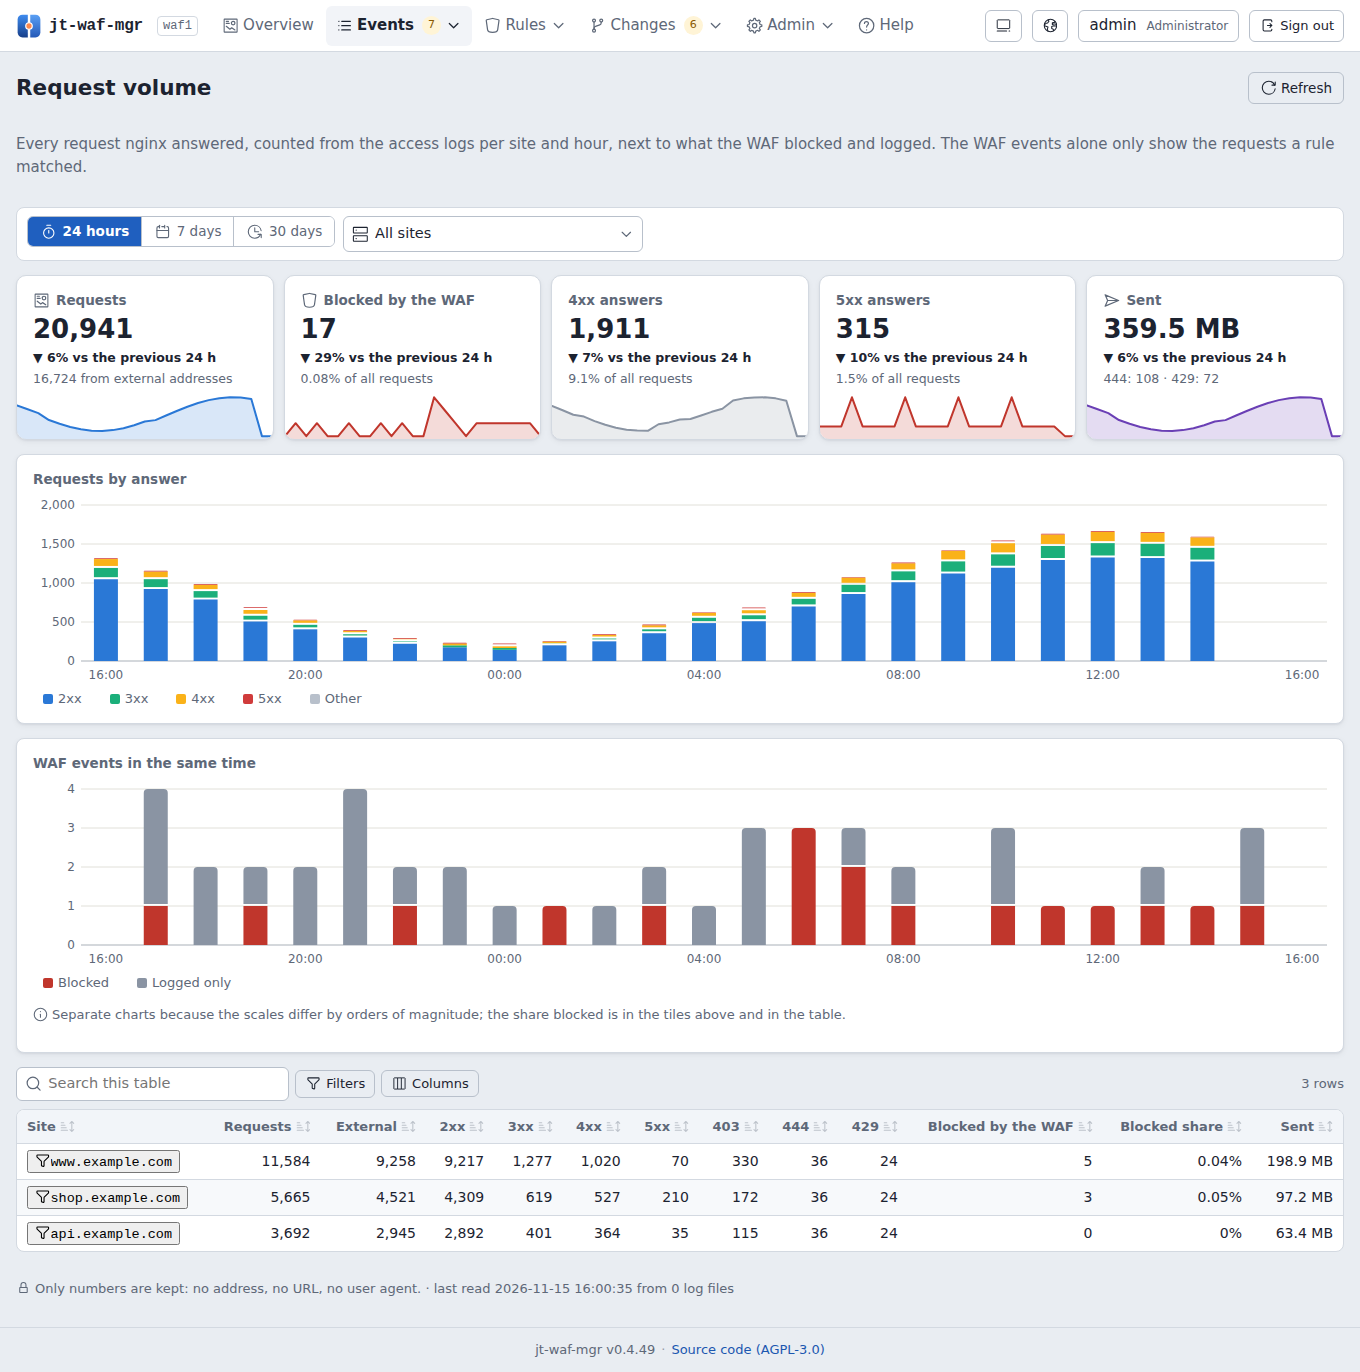 jt-waf-mgr waf1 Overview Events 7 Rules Changes 6 Admin Help admin Administrator Sign out
Request volume Refresh
Every request nginx answered, counted from the access logs per site and hour, next to what the WAF blocked and logged. The WAF events alone only show the requests a rule
matched.
24 hours 7 days 30 days All sites
Requests
20,941
▼ 6% vs the previous 24 h
16,724 from external addresses
Blocked by the WAF
17
▼ 29% vs the previous 24 h
0.08% of all requests
4xx answers
1,911
▼ 7% vs the previous 24 h
9.1% of all requests
5xx answers
315
▼ 10% vs the previous 24 h
1.5% of all requests
Sent
359.5 MB
▼ 6% vs the previous 24 h
444: 108 · 429: 72
Requests by answer
2,000
1,500
1,000
500
0
16:00 20:00 00:00 04:00 08:00 12:00 16:00
2xx 3xx 4xx 5xx Other
WAF events in the same time
4
3
2
1
0
16:00 20:00 00:00 04:00 08:00 12:00 16:00
Blocked Logged only
Separate charts because the scales differ by orders of magnitude; the share blocked is in the tiles above and in the table.
Search this table Filters Columns 3 rows
Site Requests External 2xx 3xx 4xx 5xx 403 444 429 Blocked by the WAF Blocked share Sent
www.example.com 11,584 9,258 9,217 1,277 1,020 70 330 36 24 5 0.04% 198.9 MB
shop.example.com 5,665 4,521 4,309 619 527 210 172 36 24 3 0.05% 97.2 MB
api.example.com 3,692 2,945 2,892 401 364 35 115 36 24 0 0% 63.4 MB
Only numbers are kept: no address, no URL, no user agent. · last read 2026-11-15 16:00:35 from 0 log files
jt-waf-mgr v0.4.49 · Source code (AGPL-3.0)